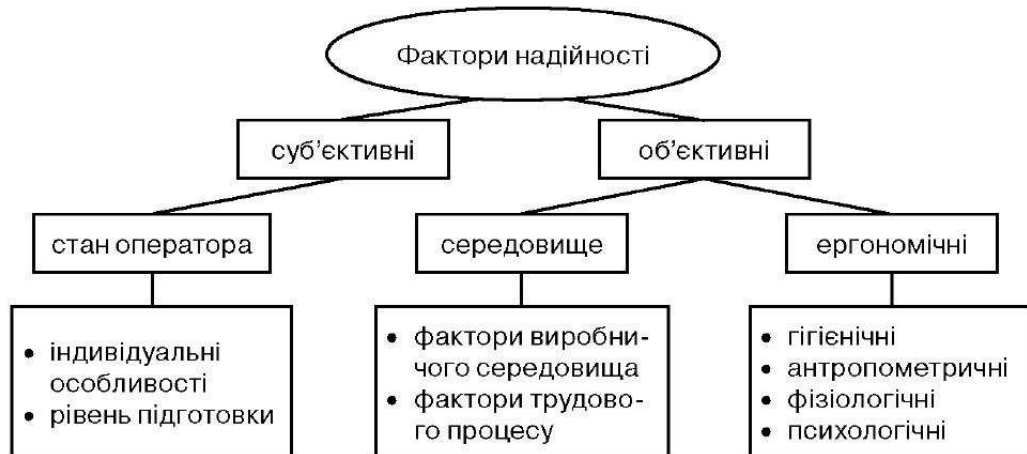 Фактори надійності
суб’єктивні
об’єктивні
стан оператора
середовище
ергономічні
• індивідуальні
особливості
• рівень підготовки
• фактори виробни-
чого середовища
• фактори трудово-
го процесу
• гігієнічні
• антропометричні
• фізіологічні
• психологічні